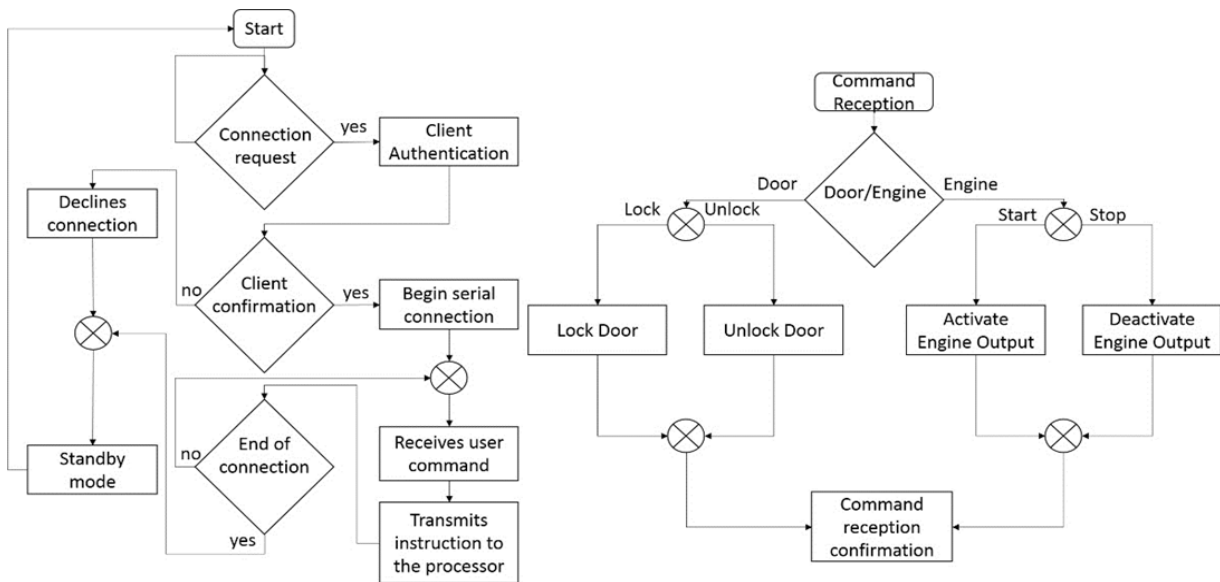 Start
Connection
request
yes
Client
Authentication
Declines
connection
Client
confirmation
no
yes
Begin serial
connection
End of
connection
no
yes
Receives user
command
Standby
mode
Transmits
instruction to
the processor
Command
Reception
Door/Engine
Door
Engine
Lock
Unlock
Start
Stop
Lock Door
Unlock Door
Activate
Engine Output
Deactivate
Engine Output
Command
reception
confirmation